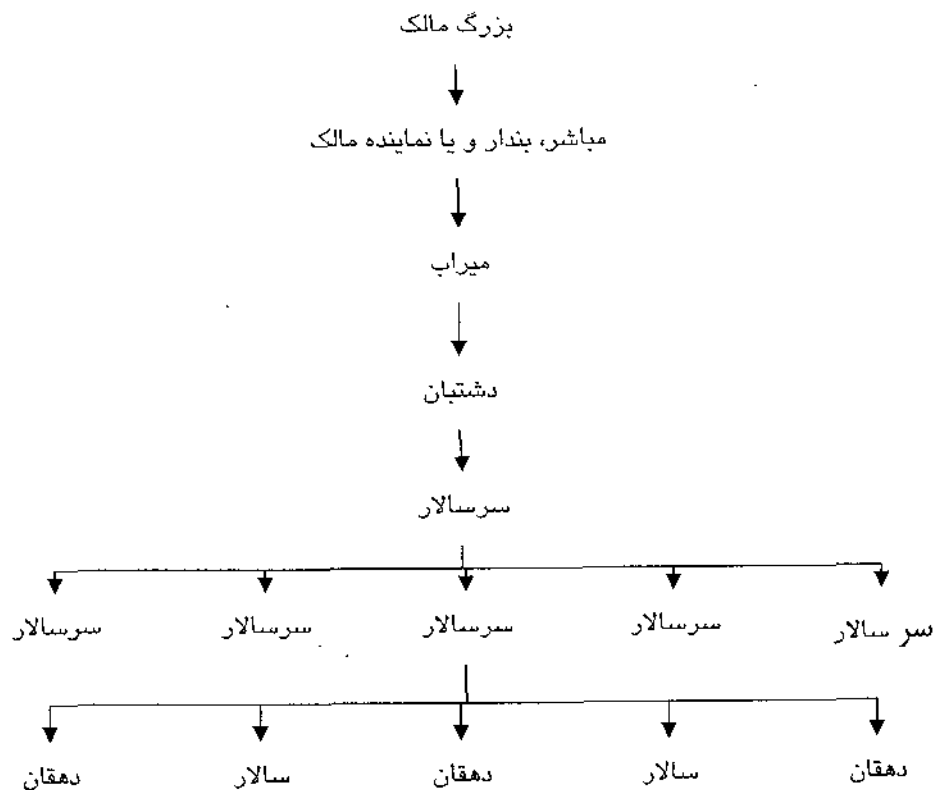 بزرگ مالک
مباشر، بندار و یا نماینده مالک
میراب
دشتبان
سرسالار
سر سالار سرسالار سرسالار سرسالار سرسالار
دهقان سالار دهقان سالار دهقان